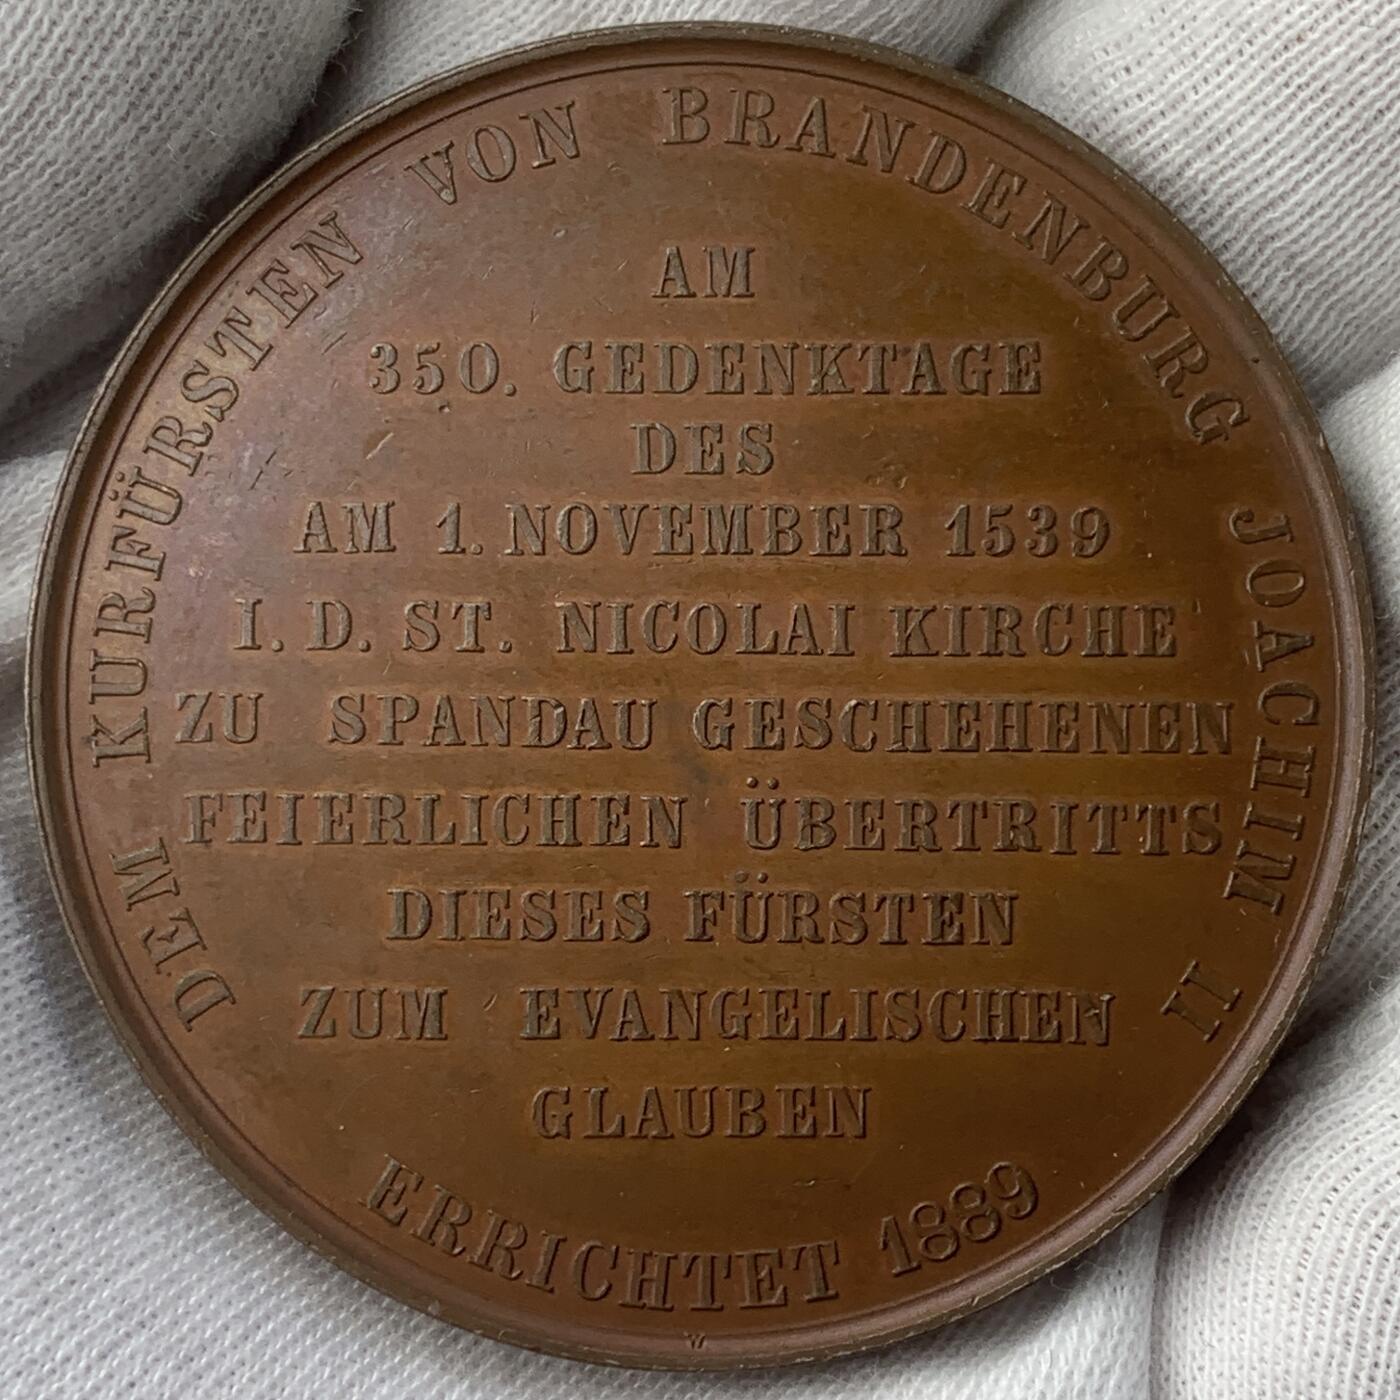 DEM KURFÜRSTEN VON BRANDENBURG JOACHIM II
AM
350. GEDENKTAGE
DES
AM 1. NOVEMBER 1539
I. D. ST. NICOLAI KIRCHE
ZU SPANDAU GESCHEHENEN
FEIERLICHEN ÜBERTRITTS
DIESES FÜRSTEN
ZUM EVANGELISCHEN
GLAUBEN
ERRICHTET 1889
W